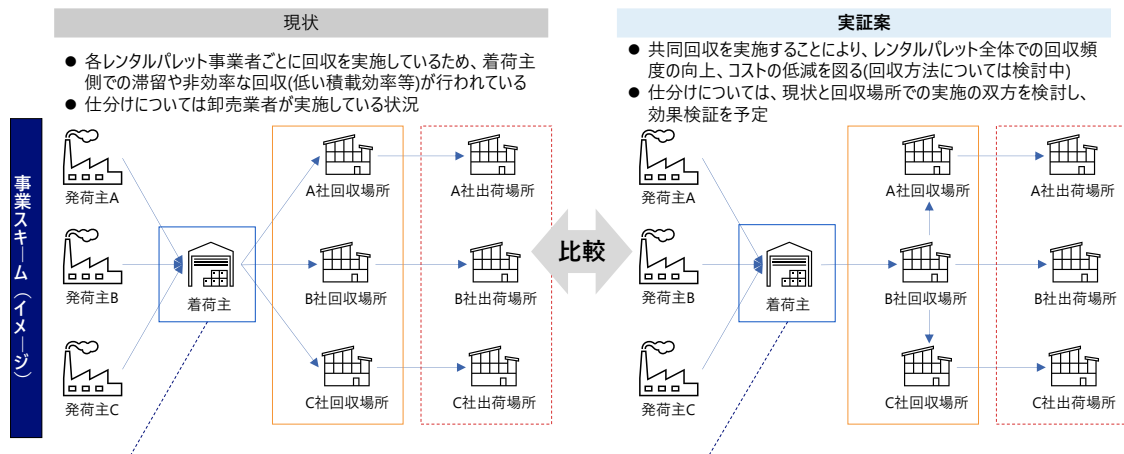 現状
● 各レンタルパレット事業者ごとに回収を実施しているため、着荷主
側での滞留や非効率な回収(低い積載効率等)が行われている
● 仕分けについては卸売業者が実施している状況
実証案
● 共同回収を実施することにより、レンタルパレット全体での回収頻
度の向上、コストの低減を図る(回収方法については検討中)
● 仕分けについては、現状と回収場所での実施の双方を検討し、
効果検証を予定
事業スキーム（イメージ）
発荷主A
発荷主B
発荷主C
着荷主
A社回収場所
B社回収場所
C社回収場所
A社出荷場所
B社出荷場所
C社出荷場所
比較
発荷主A
発荷主B
発荷主C
着荷主
A社回収場所
B社回収場所
C社回収場所
A社出荷場所
B社出荷場所
C社出荷場所